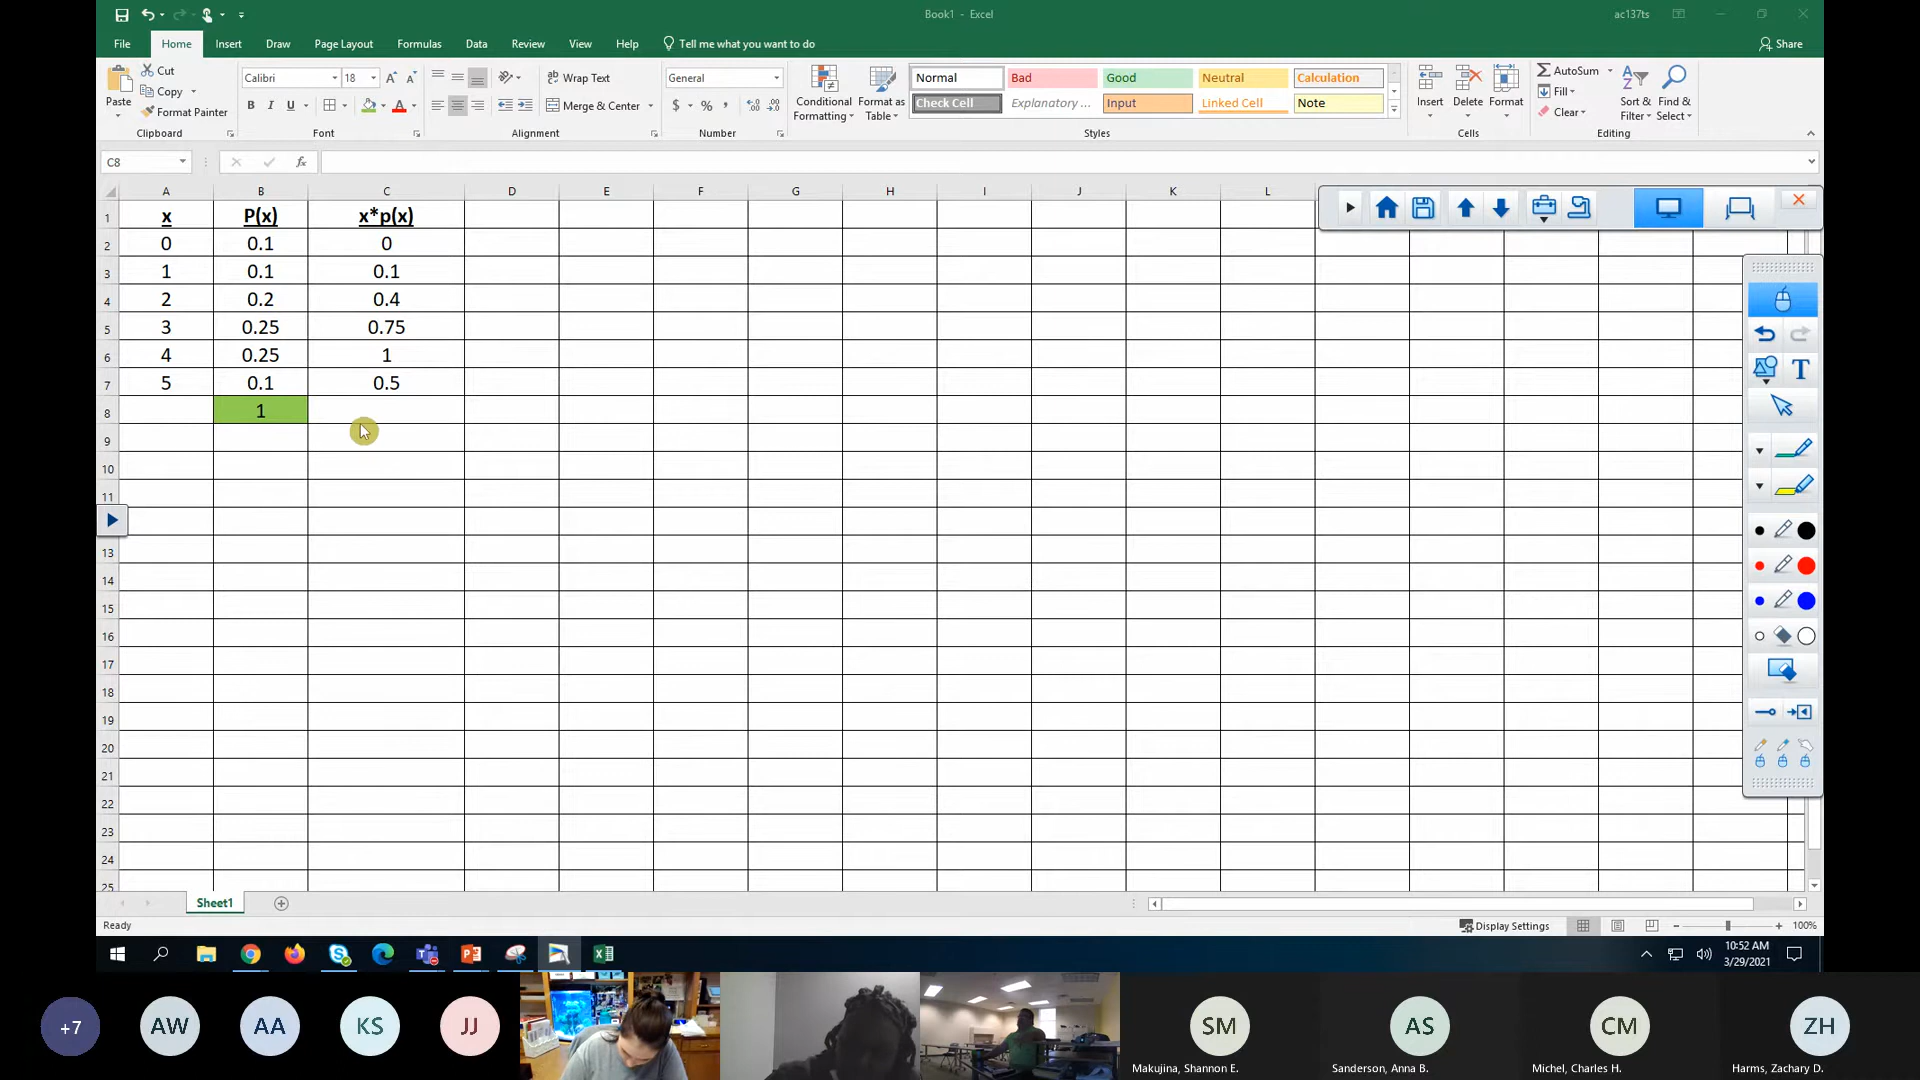 Book1 - Excel
ac137ts
File Home Insert Draw Page Layout Formulas Data Review View Help Tell me what you want to do Share
Paste
Cut
Copy
Format Painter
Clipboard
Calibri 18
B I U
Font
Wrap Text
Merge & Center
Alignment
General
$ % ,
Number
Conditional Formatting
Format as Table
Normal Bad Good Neutral Calculation
Check Cell Explanatory ... Input Linked Cell Note
Styles
Insert Delete Format
Cells
AutoSum
Fill
Clear
Sort & Filter
Find & Select
Editing
C8 fx
A B C D E F G H I J K L
1 x P(x) x*p(x)
2 0 0.1 0
3 1 0.1 0.1
4 2 0.2 0.4
5 3 0.25 0.75
6 4 0.25 1
7 5 0.1 0.5
8 1
9
10
11
13
14
15
16
17
18
19
20
21
22
23
24
25
T
Sheet1
Ready
Display Settings
100%
10:52 AM
3/29/2021
+7 AW AA KS JJ SM AS CM ZH
Makujina, Shannon E. Sanderson, Anna B. Michel, Charles H. Harms, Zachary D.